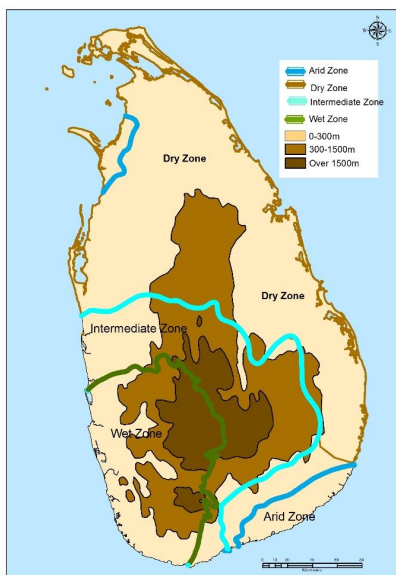 N
Arid Zone
Dry Zone
Intermediate Zone
Wet Zone
0-300m
300-1500m
Over 1500m
Dry Zone
Dry Zone
Intermediate Zone
Wet Zone
Arid Zone